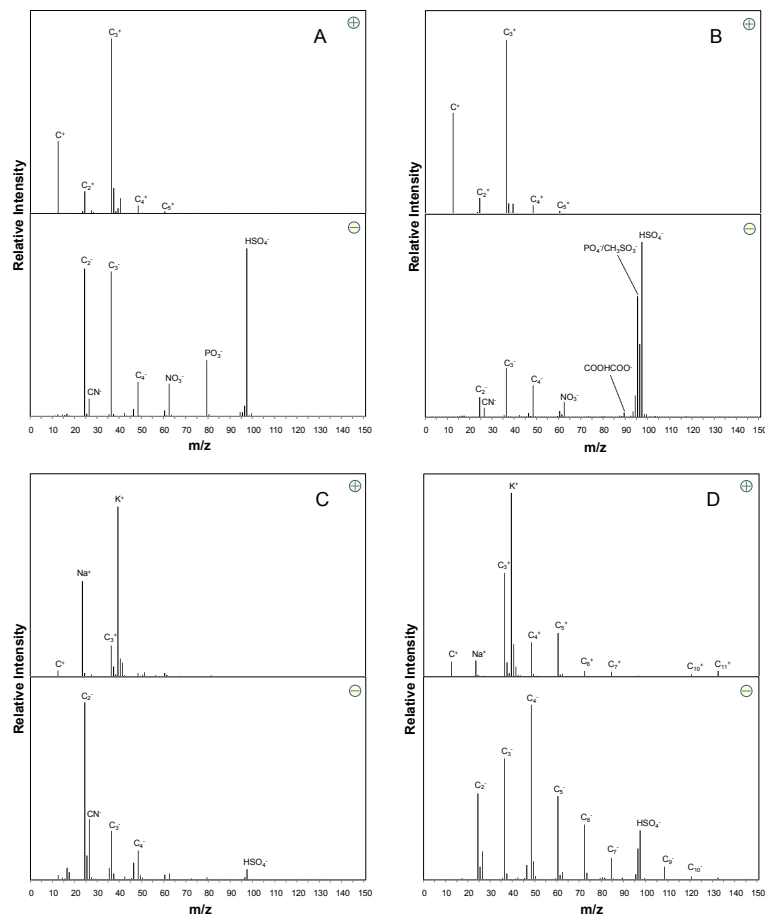 A
⊕
C₃⁺
C⁺
C₂⁺
C₄⁺
C₅⁺
Relative Intensity
⊖
HSO₄⁻
C₂⁻
C₃⁻
PO₃⁻
C₄⁻
NO₃⁻
CN⁻
0 10 20 30 40 50 60 70 80 90 100 110 120 130 140 150
m/z
B
⊕
C₃⁺
C⁺
C₂⁺
C₄⁺
C₅⁺
Relative Intensity
⊖
HSO₄⁻
PO₄⁻/CH₃SO₃⁻
C₃⁻
COOHCOO⁻
C₄⁻
C₂⁻
NO₃⁻
CN⁻
0 10 20 30 40 50 60 70 80 90 100 110 120 130 140 150
m/z
C
⊕
K⁺
Na⁺
C₃⁺
C⁺
Relative Intensity
⊖
C₂⁻
CN⁻
C₃⁻
C₄⁻
HSO₄⁻
0 10 20 30 40 50 60 70 80 90 100 110 120 130 140 150
m/z
D
⊕
K⁺
C₃⁺
C₅⁺
C₄⁺
C⁺
Na⁺
C₆⁺
C₇⁺
C₁₀⁺
C₁₁⁺
Relative Intensity
⊖
C₄⁻
C₃⁻
C₂⁻
C₅⁻
C₆⁻
HSO₄⁻
C₇⁻
C₉⁻
C₁₀⁻
0 10 20 30 40 50 60 70 80 90 100 110 120 130 140 150
m/z